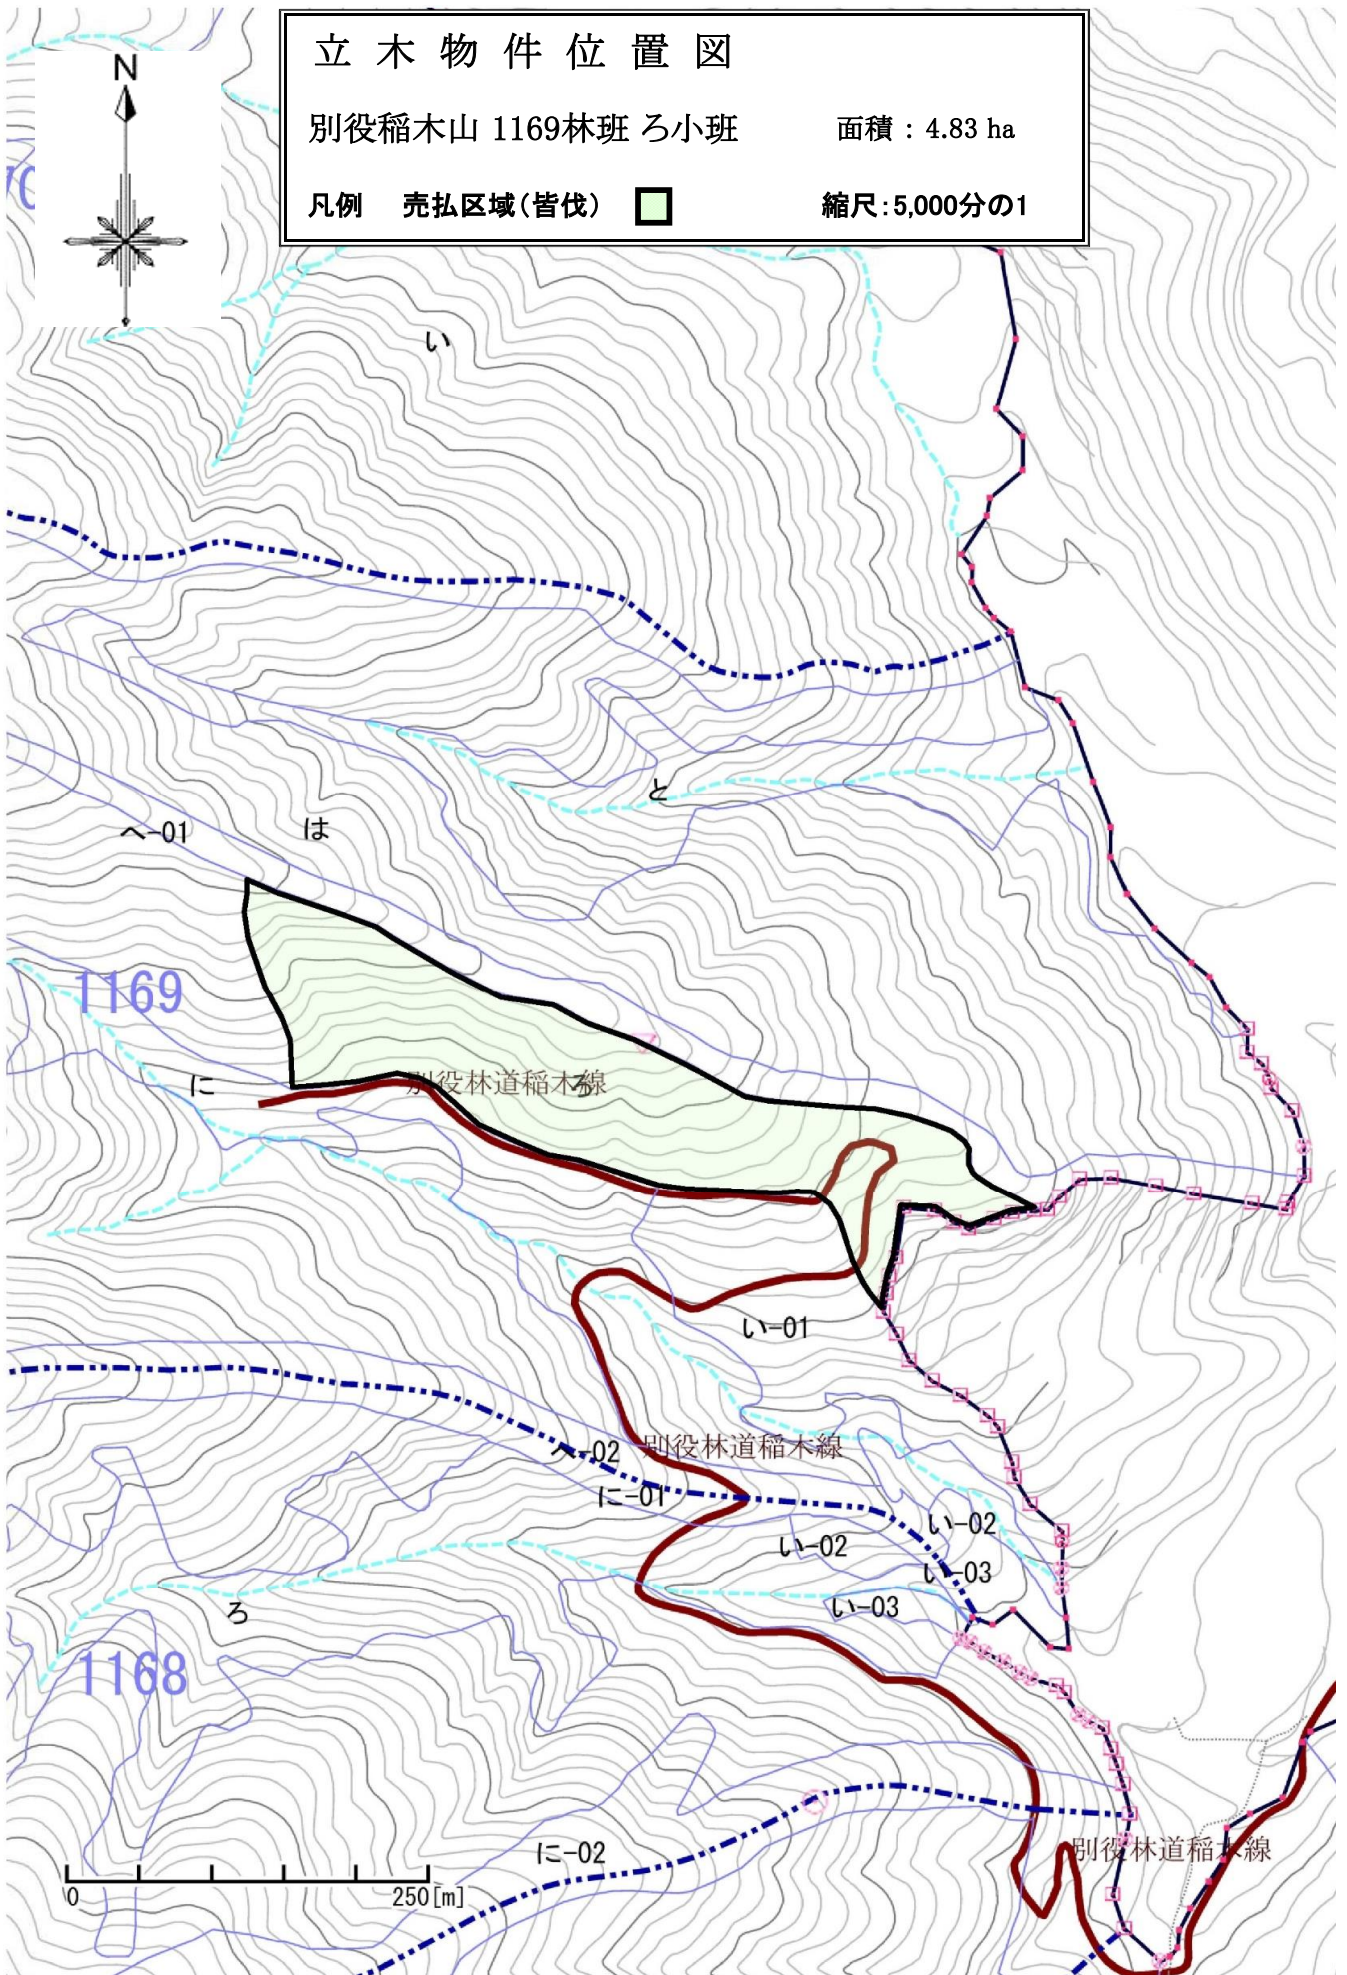 立木物件位置図
別役稲木山 1169林班 ろ小班 面積：4.83 ha
凡例 売払区域（皆伐） 縮尺：5,000分の1
N
い
と
へ-01
は
1169
に
別役林道稲木線
ろ
い-01
へ-02
別役林道稲木線
に-01
い-02
い-02
い-03
い-03
ろ
1168
別役林道稲木線
に-02
0 250[m]